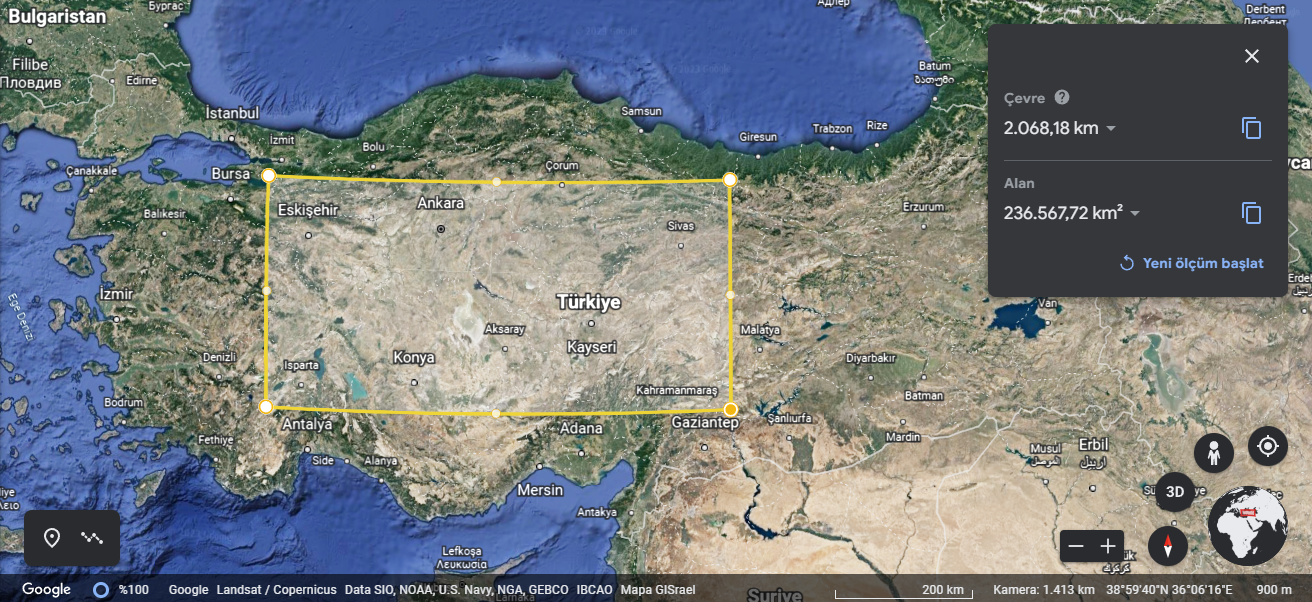 Bulgaristan
Бургас
Адлер
Derbent
Дербент
Filibe
Пловдив
Edirne
Batum
ბათუმი
İstanbul
Samsun
İzmit
Bolu
Giresun
Trabzon
Rize
Çanakkale
Bursa
Çorum
Balıkesir
Eskişehir
Ankara
Sivas
Erzurum
İzmir
Türkiye
Van
Ege Denizi
Aksaray
Kayseri
Malatya
Denizli
Isparta
Konya
Diyarbakır
Kahramanmaraş
Batman
Bodrum
Antalya
Adana
Gaziantep
Şanlıurfa
Mardin
Fethiye
Side
Alanya
Musul
الموصل
Erbil
أربيل
Mersin
Antakya
Lefkoşa
Λευκωσία
Larnaka
كركوك
Suriye
Çevre
2.068,18 km
Alan
236.567,72 km²
Yeni ölçüm başlat
3D
Google
%100
Google Landsat / Copernicus Data SIO, NOAA, U.S. Navy, NGA, GEBCO IBCAO Mapa GISrael
200 km
Kamera: 1.413 km
38°59'40"N 36°06'16"E
900 m